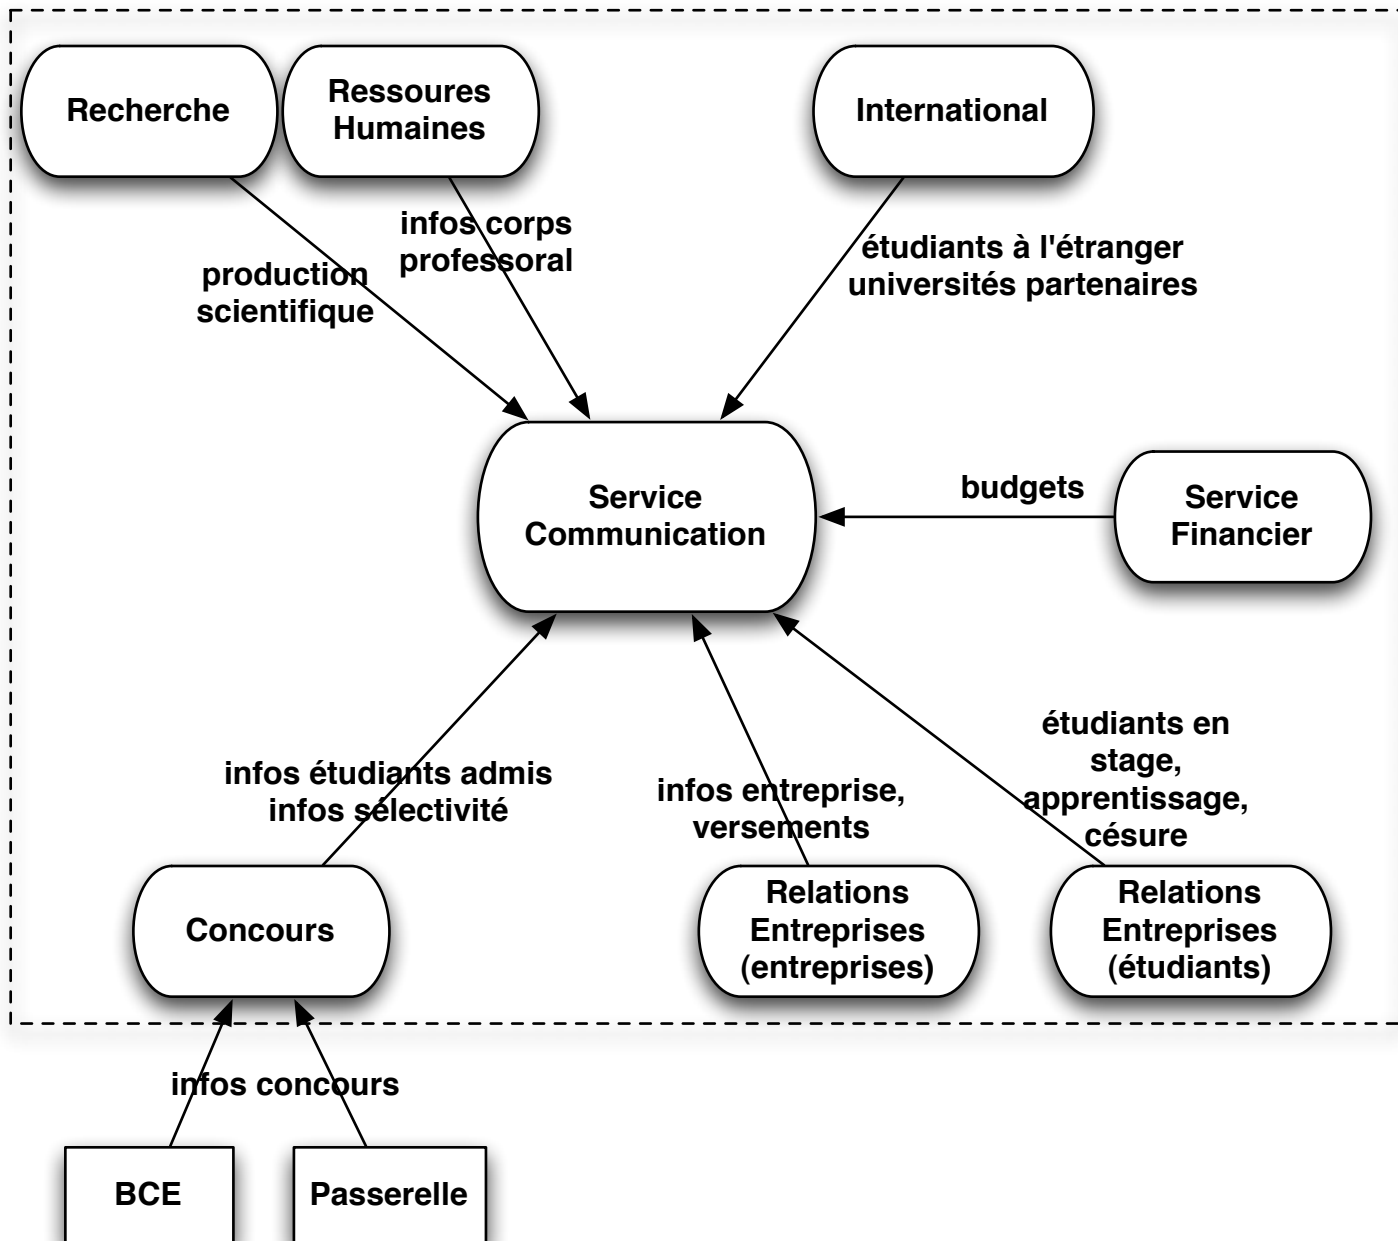 Recherche
Ressoures
Humaines
International
infos corps
professoral
production
scientifique
étudiants à l'étranger
universités partenaires
Service
Communication
budgets
Service
Financier
infos étudiants admis
infos sélectivité
infos entreprise,
versements
étudiants en
stage,
apprentissage,
césure
Concours
Relations
Entreprises
(entreprises)
Relations
Entreprises
(étudiants)
infos concours
BCE
Passerelle